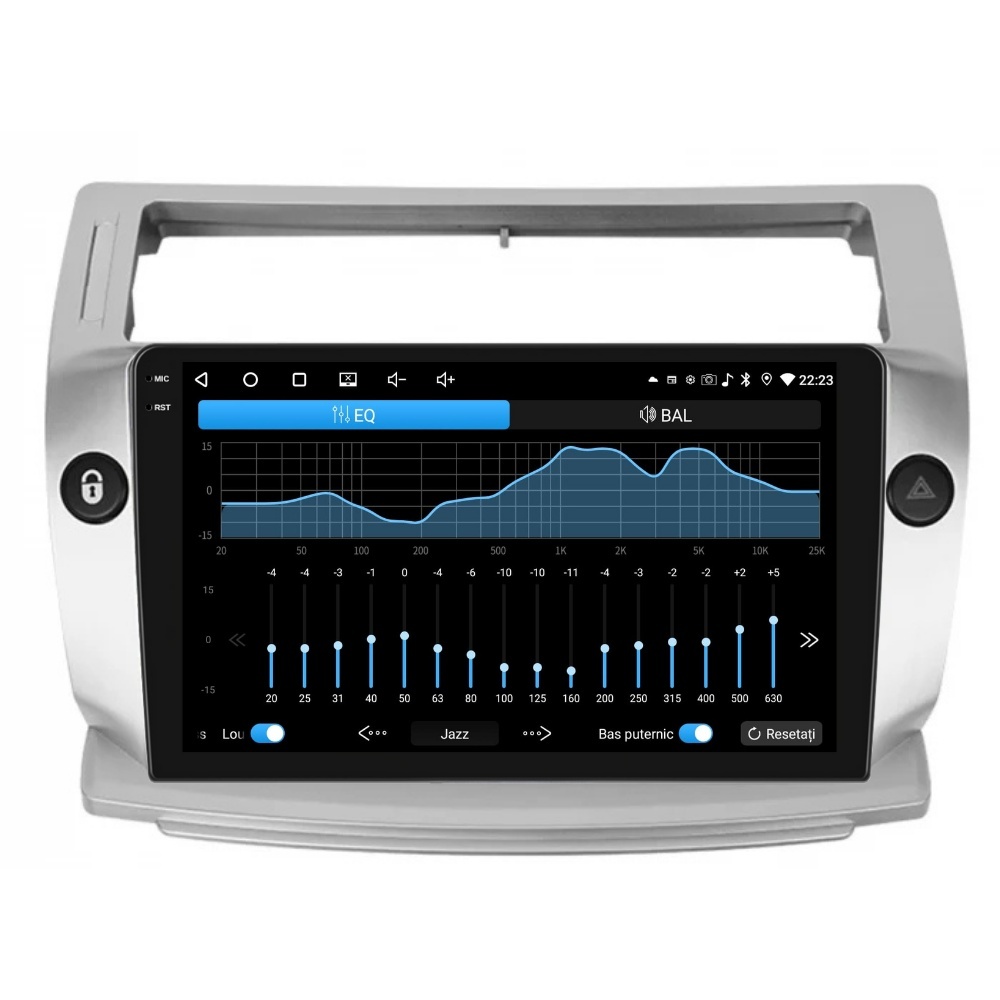 MIC
22:23
RST
EQ
BAL
15
0
-15
20 50 100 200 500 1K 2K 5K 10K 25K
-4 -4 -3 -1 0 -4 -6 -10 -10 -11 -4 -3 -2 -2 +2 +5
15
0
-15
20 25 31 40 50 63 80 100 125 160 200 250 315 400 500 630
s Lou Jazz Bas puternic Resetați